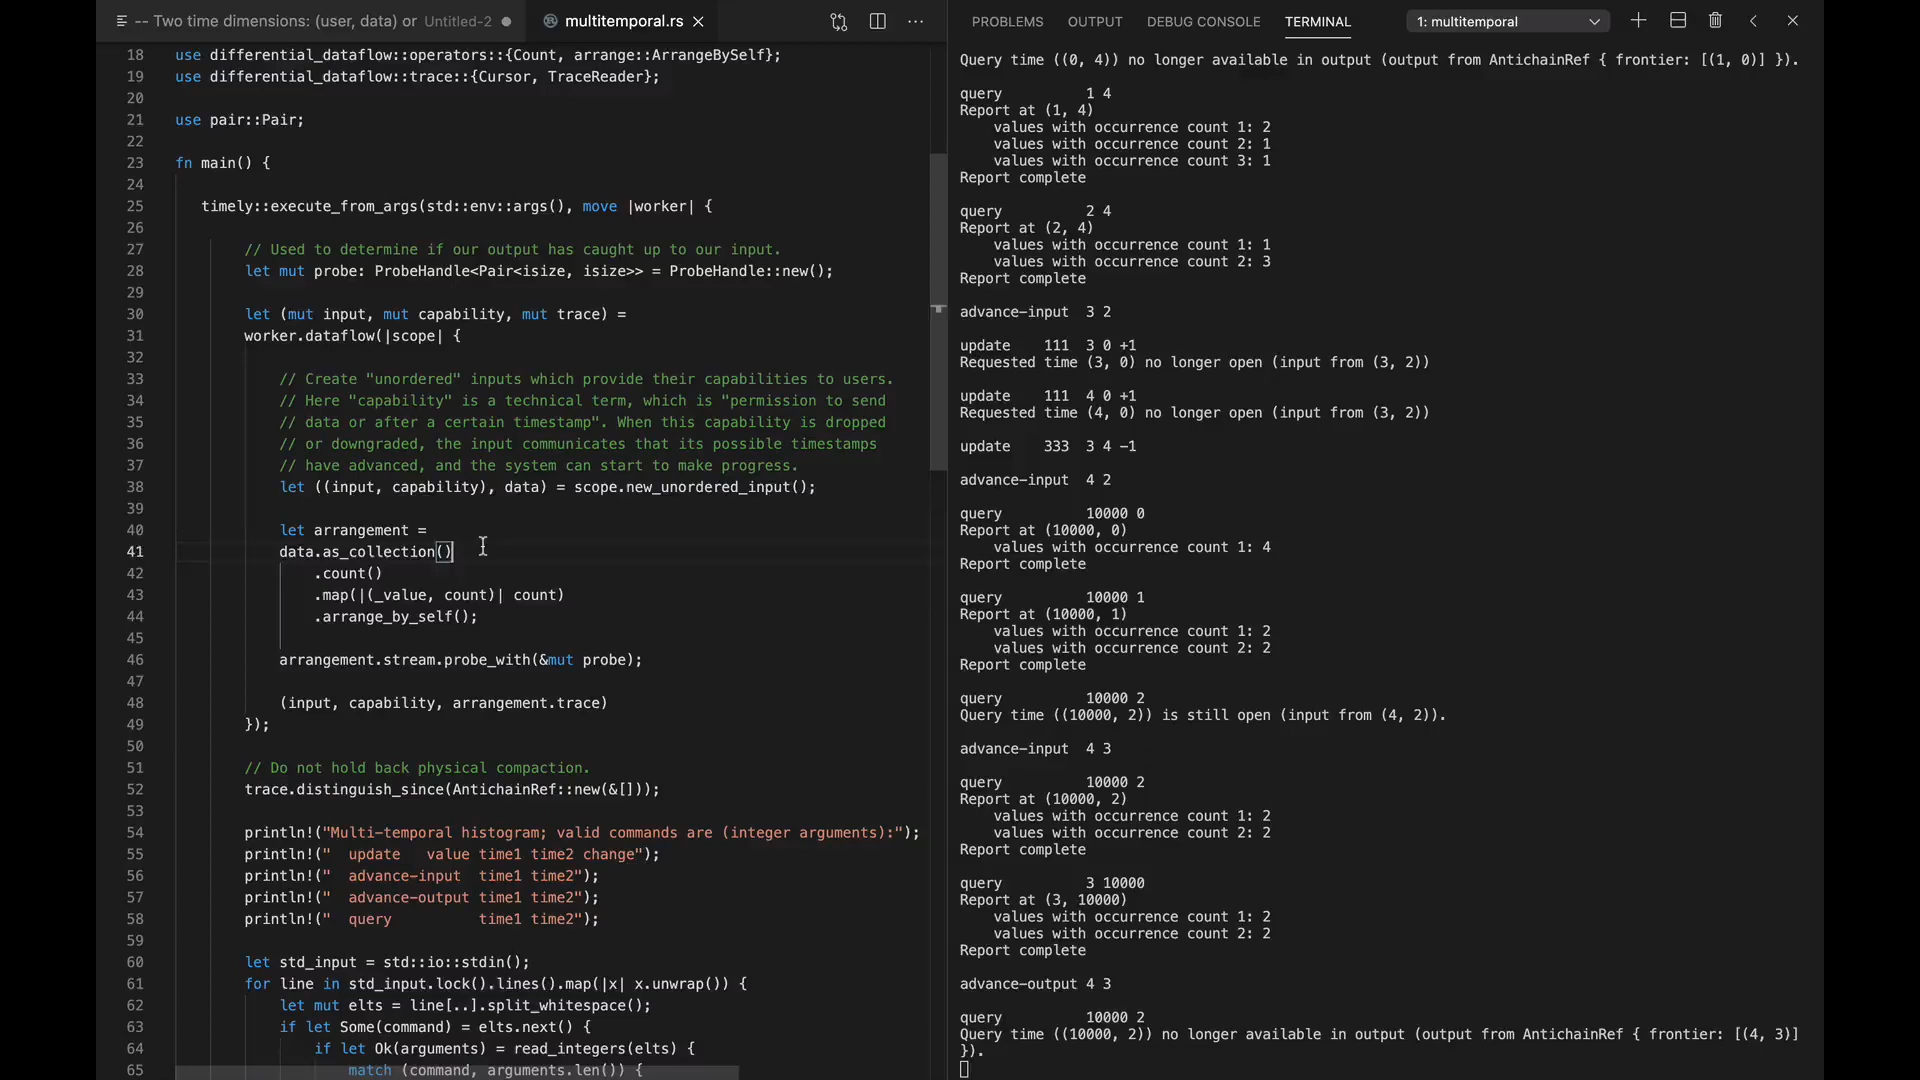 -- Two time dimensions: (user, data) or Untitled-2
multitemporal.rs
18 use differential_dataflow::operators::{Count, arrange::ArrangeBySelf};
19 use differential_dataflow::trace::{Cursor, TraceReader};
20
21 use pair::Pair;
22
23 fn main() {
24
25 timely::execute_from_args(std::env::args(), move |worker| {
26
27 // Used to determine if our output has caught up to our input.
28 let mut probe: ProbeHandle<Pair<isize, isize>> = ProbeHandle::new();
29
30 let (mut input, mut capability, mut trace) =
31 worker.dataflow(|scope| {
32
33 // Create "unordered" inputs which provide their capabilities to users.
34 // Here "capability" is a technical term, which is "permission to send
35 // data or after a certain timestamp". When this capability is dropped
36 // or downgraded, the input communicates that its possible timestamps
37 // have advanced, and the system can start to make progress.
38 let ((input, capability), data) = scope.new_unordered_input();
39
40 let arrangement =
41 data.as_collection()
42 .count()
43 .map(|(_value, count)| count)
44 .arrange_by_self();
45
46 arrangement.stream.probe_with(&mut probe);
47
48 (input, capability, arrangement.trace)
49 });
50
51 // Do not hold back physical compaction.
52 trace.distinguish_since(AntichainRef::new(&[]));
53
54 println!("Multi-temporal histogram; valid commands are (integer arguments):");
55 println!("  update   value time1 time2 change");
56 println!("  advance-input  time1 time2");
57 println!("  advance-output time1 time2");
58 println!("  query          time1 time2");
59
60 let std_input = std::io::stdin();
61 for line in std_input.lock().lines().map(|x| x.unwrap()) {
62 let mut elts = line[..].split_whitespace();
63 if let Some(command) = elts.next() {
64 if let Ok(arguments) = read_integers(elts) {
65 match (command, arguments.len()) {
PROBLEMS OUTPUT DEBUG CONSOLE TERMINAL 1: multitemporal
Query time ((0, 4)) no longer available in output (output from AntichainRef { frontier: [(1, 0)] }).
query 1 4
Report at (1, 4)
values with occurrence count 1: 2
values with occurrence count 2: 1
values with occurrence count 3: 1
Report complete
query 2 4
Report at (2, 4)
values with occurrence count 1: 1
values with occurrence count 2: 3
Report complete
advance-input 3 2
update 111 3 0 +1
Requested time (3, 0) no longer open (input from (3, 2))
update 111 4 0 +1
Requested time (4, 0) no longer open (input from (3, 2))
update 333 3 4 -1
advance-input 4 2
query 10000 0
Report at (10000, 0)
values with occurrence count 1: 4
Report complete
query 10000 1
Report at (10000, 1)
values with occurrence count 1: 2
values with occurrence count 2: 2
Report complete
query 10000 2
Query time ((10000, 2)) is still open (input from (4, 2)).
advance-input 4 3
query 10000 2
Report at (10000, 2)
values with occurrence count 1: 2
values with occurrence count 2: 2
Report complete
query 3 10000
Report at (3, 10000)
values with occurrence count 1: 2
values with occurrence count 2: 2
Report complete
advance-output 4 3
query 10000 2
Query time ((10000, 2)) no longer available in output (output from AntichainRef { frontier: [(4, 3)]
}).